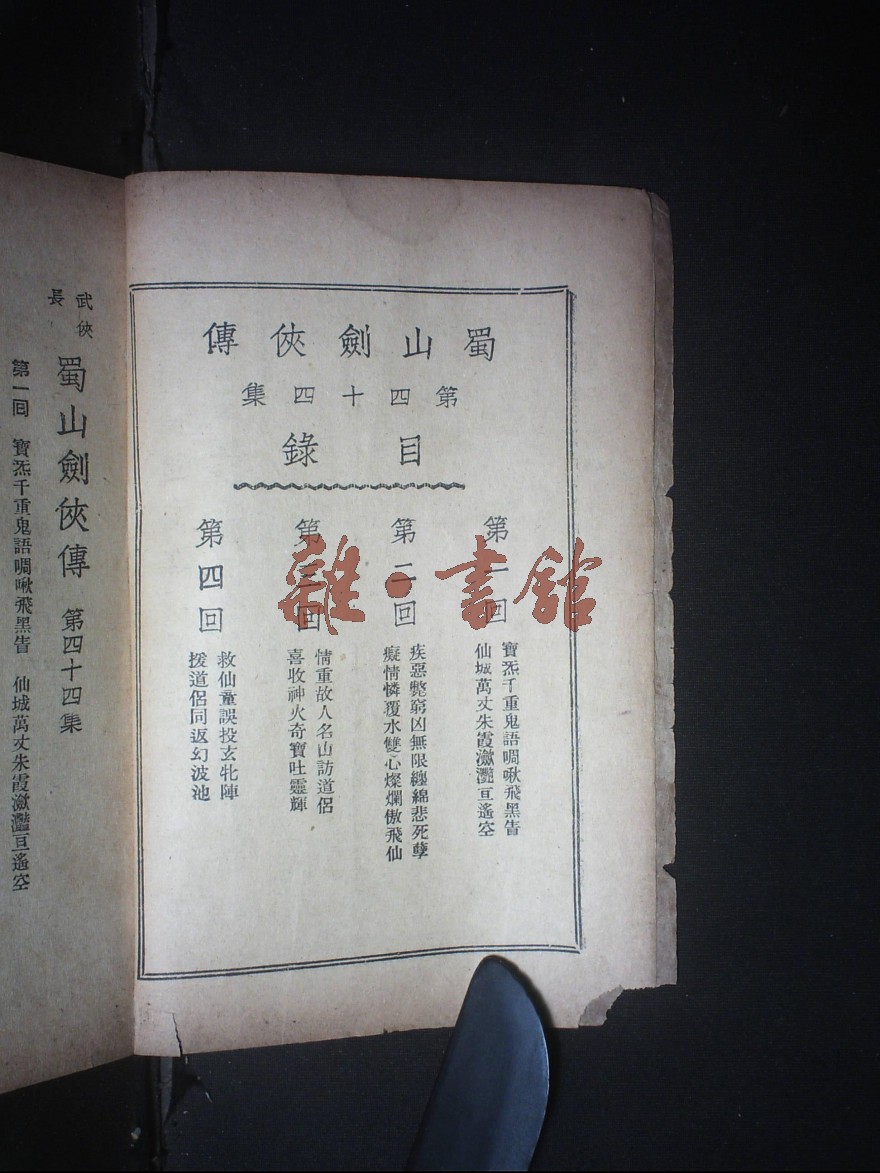 蜀山劍俠傳
第四十四集
目錄
第一回
寶炁千重鬼語啁啾飛黑眚
仙城萬丈朱霞瀲灩亘遙空
第二回
疾惡斃窮凶無限纏綿悲死孽
癡情憐覆水雙心燦爛傲飛仙
第三回
情重故人名山訪道侶
喜收神火奇寶吐靈輝
第四回
救仙童誤投玄牝陣
援道侶同返幻波池
雜·書館
武俠
長
蜀山劍俠傳 第四十四集
第一回 寶炁千重鬼語啁啾飛黑眚 仙城萬丈朱霞瀲灩亘遙空